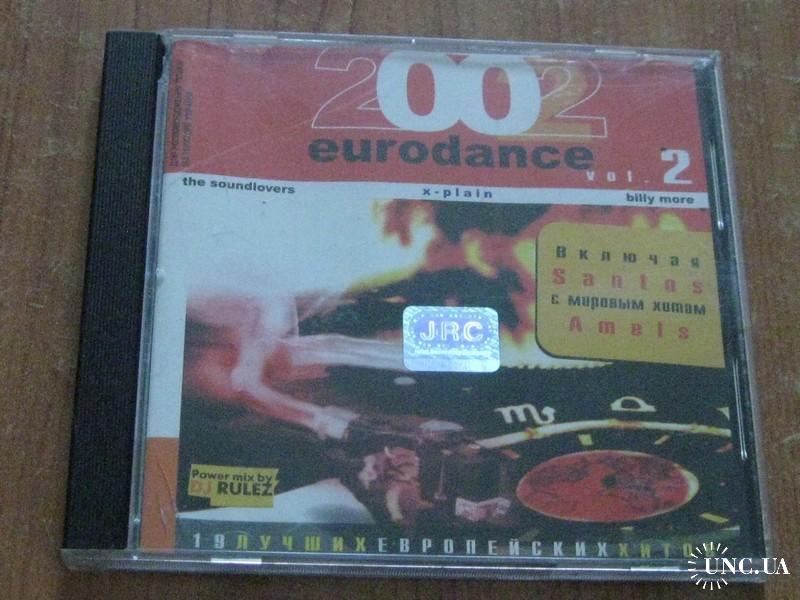 2002
eurodance
vol. 2
the soundlovers
x-plain
billy more
Включая
Santos
с мировым хитом
Amels
JRC
Power mix by
DJ RULEZ
19 ЛУЧШИХ ЕВРОПЕЙСКИХ ХИТО
UNC.UA